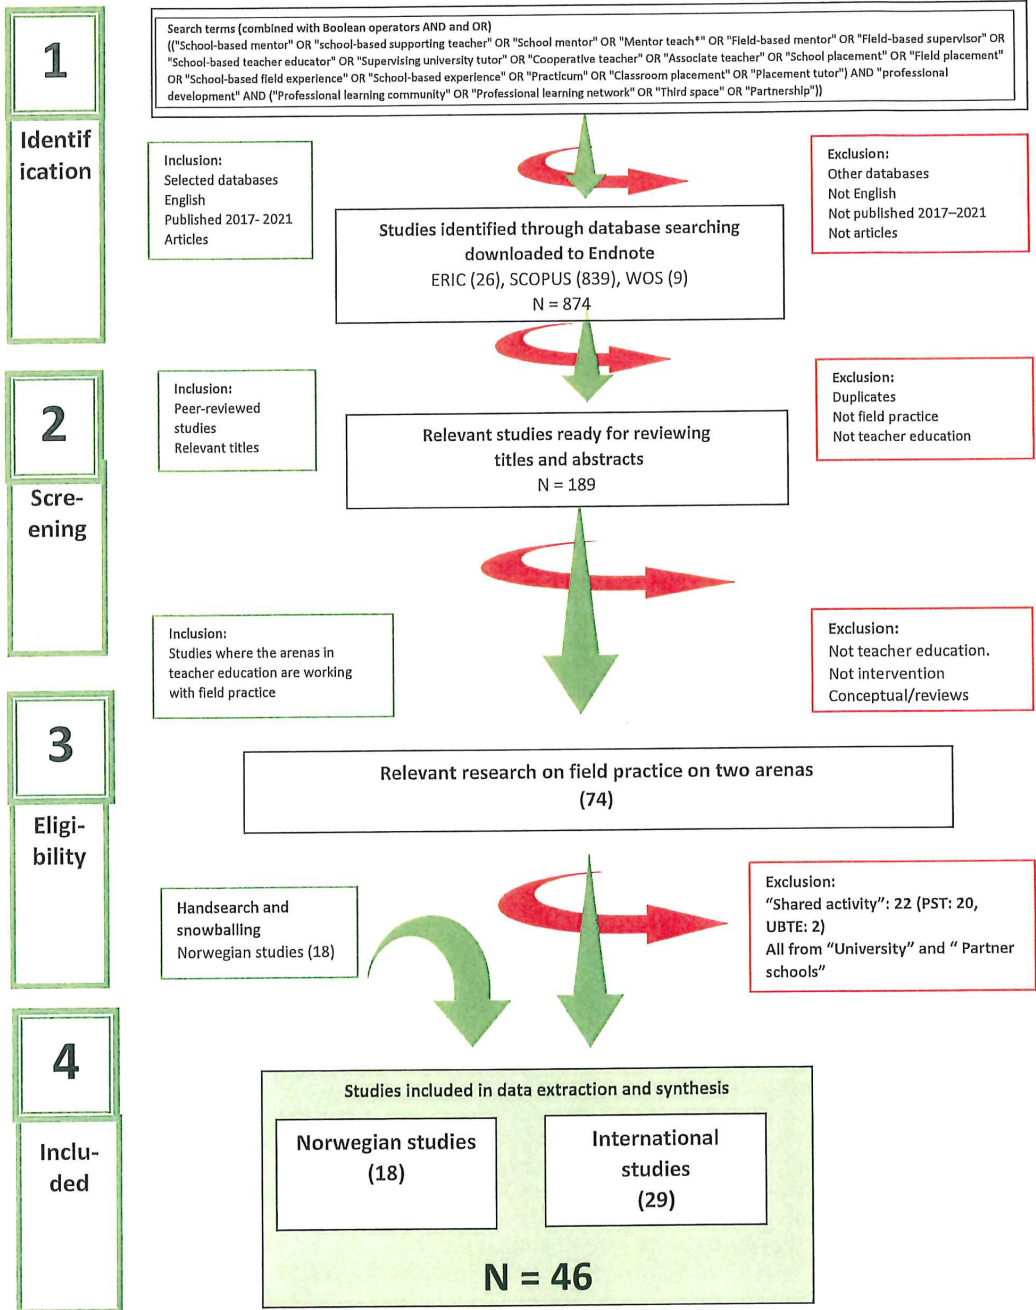 1
Identif
ication
Search terms (combined with Boolean operators AND and OR)
(("School-based mentor" OR "school-based supporting teacher" OR "School mentor" OR "Mentor teach*" OR "Field-based mentor" OR "Field-based supervisor" OR
"School-based teacher educator" OR "Supervising university tutor" OR "Cooperative teacher" OR "Associate teacher" OR "School placement" OR "Field placement"
OR "School-based field experience" OR "School-based experience" OR "Practicum" OR "Classroom placement" OR "Placement tutor") AND "professional
development" AND ("Professional learning community" OR "Professional learning network" OR "Third space" OR "Partnership"))
Inclusion:
Selected databases
English
Published 2017- 2021
Articles
Exclusion:
Other databases
Not English
Not published 2017–2021
Not articles
Studies identified through database searching
downloaded to Endnote
ERIC (26), SCOPUS (839), WOS (9)
N = 874
2
Scre-
ening
Inclusion:
Peer-reviewed
studies
Relevant titles
Exclusion:
Duplicates
Not field practice
Not teacher education
Relevant studies ready for reviewing
titles and abstracts
N = 189
Inclusion:
Studies where the arenas in
teacher education are working
with field practice
Exclusion:
Not teacher education.
Not intervention
Conceptual/reviews
3
Eligi-
bility
Relevant research on field practice on two arenas
(74)
Handsearch and
snowballing
Norwegian studies (18)
Exclusion:
"Shared activity": 22 (PST: 20,
UBTE: 2)
All from "University" and " Partner
schools"
4
Inclu-
ded
Studies included in data extraction and synthesis
Norwegian studies
(18)
International
studies
(29)
N = 46